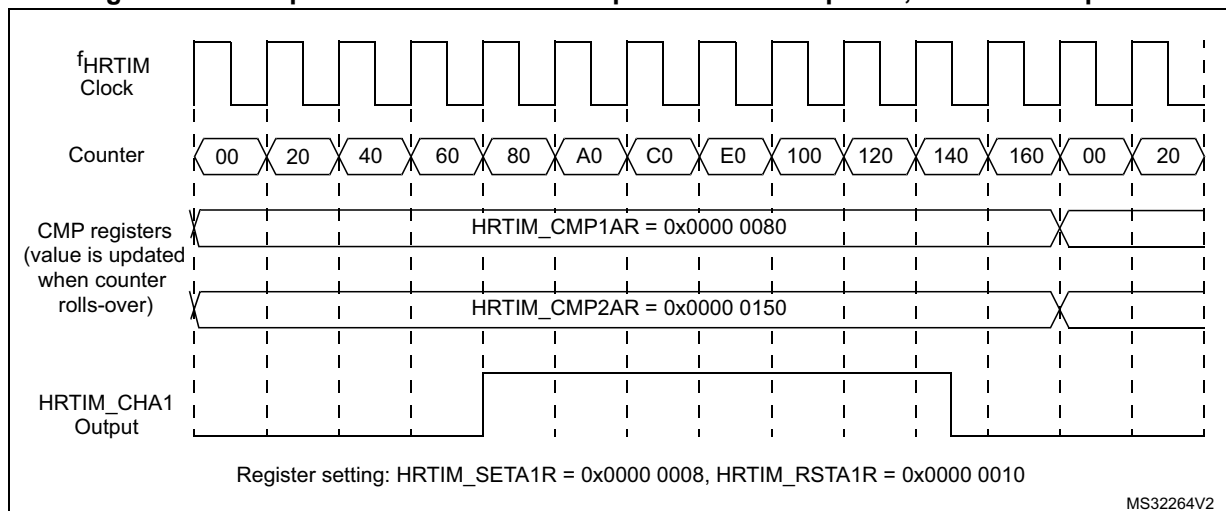 fHRTIM
Clock
Counter
00 20 40 60 80 A0 C0 E0 100 120 140 160 00 20
CMP registers
(value is updated
when counter
rolls-over)
HRTIM_CMP1AR = 0x0000 0080
HRTIM_CMP2AR = 0x0000 0150
HRTIM_CHA1
Output
Register setting: HRTIM_SETA1R = 0x0000 0008, HRTIM_RSTA1R = 0x0000 0010
MS32264V2